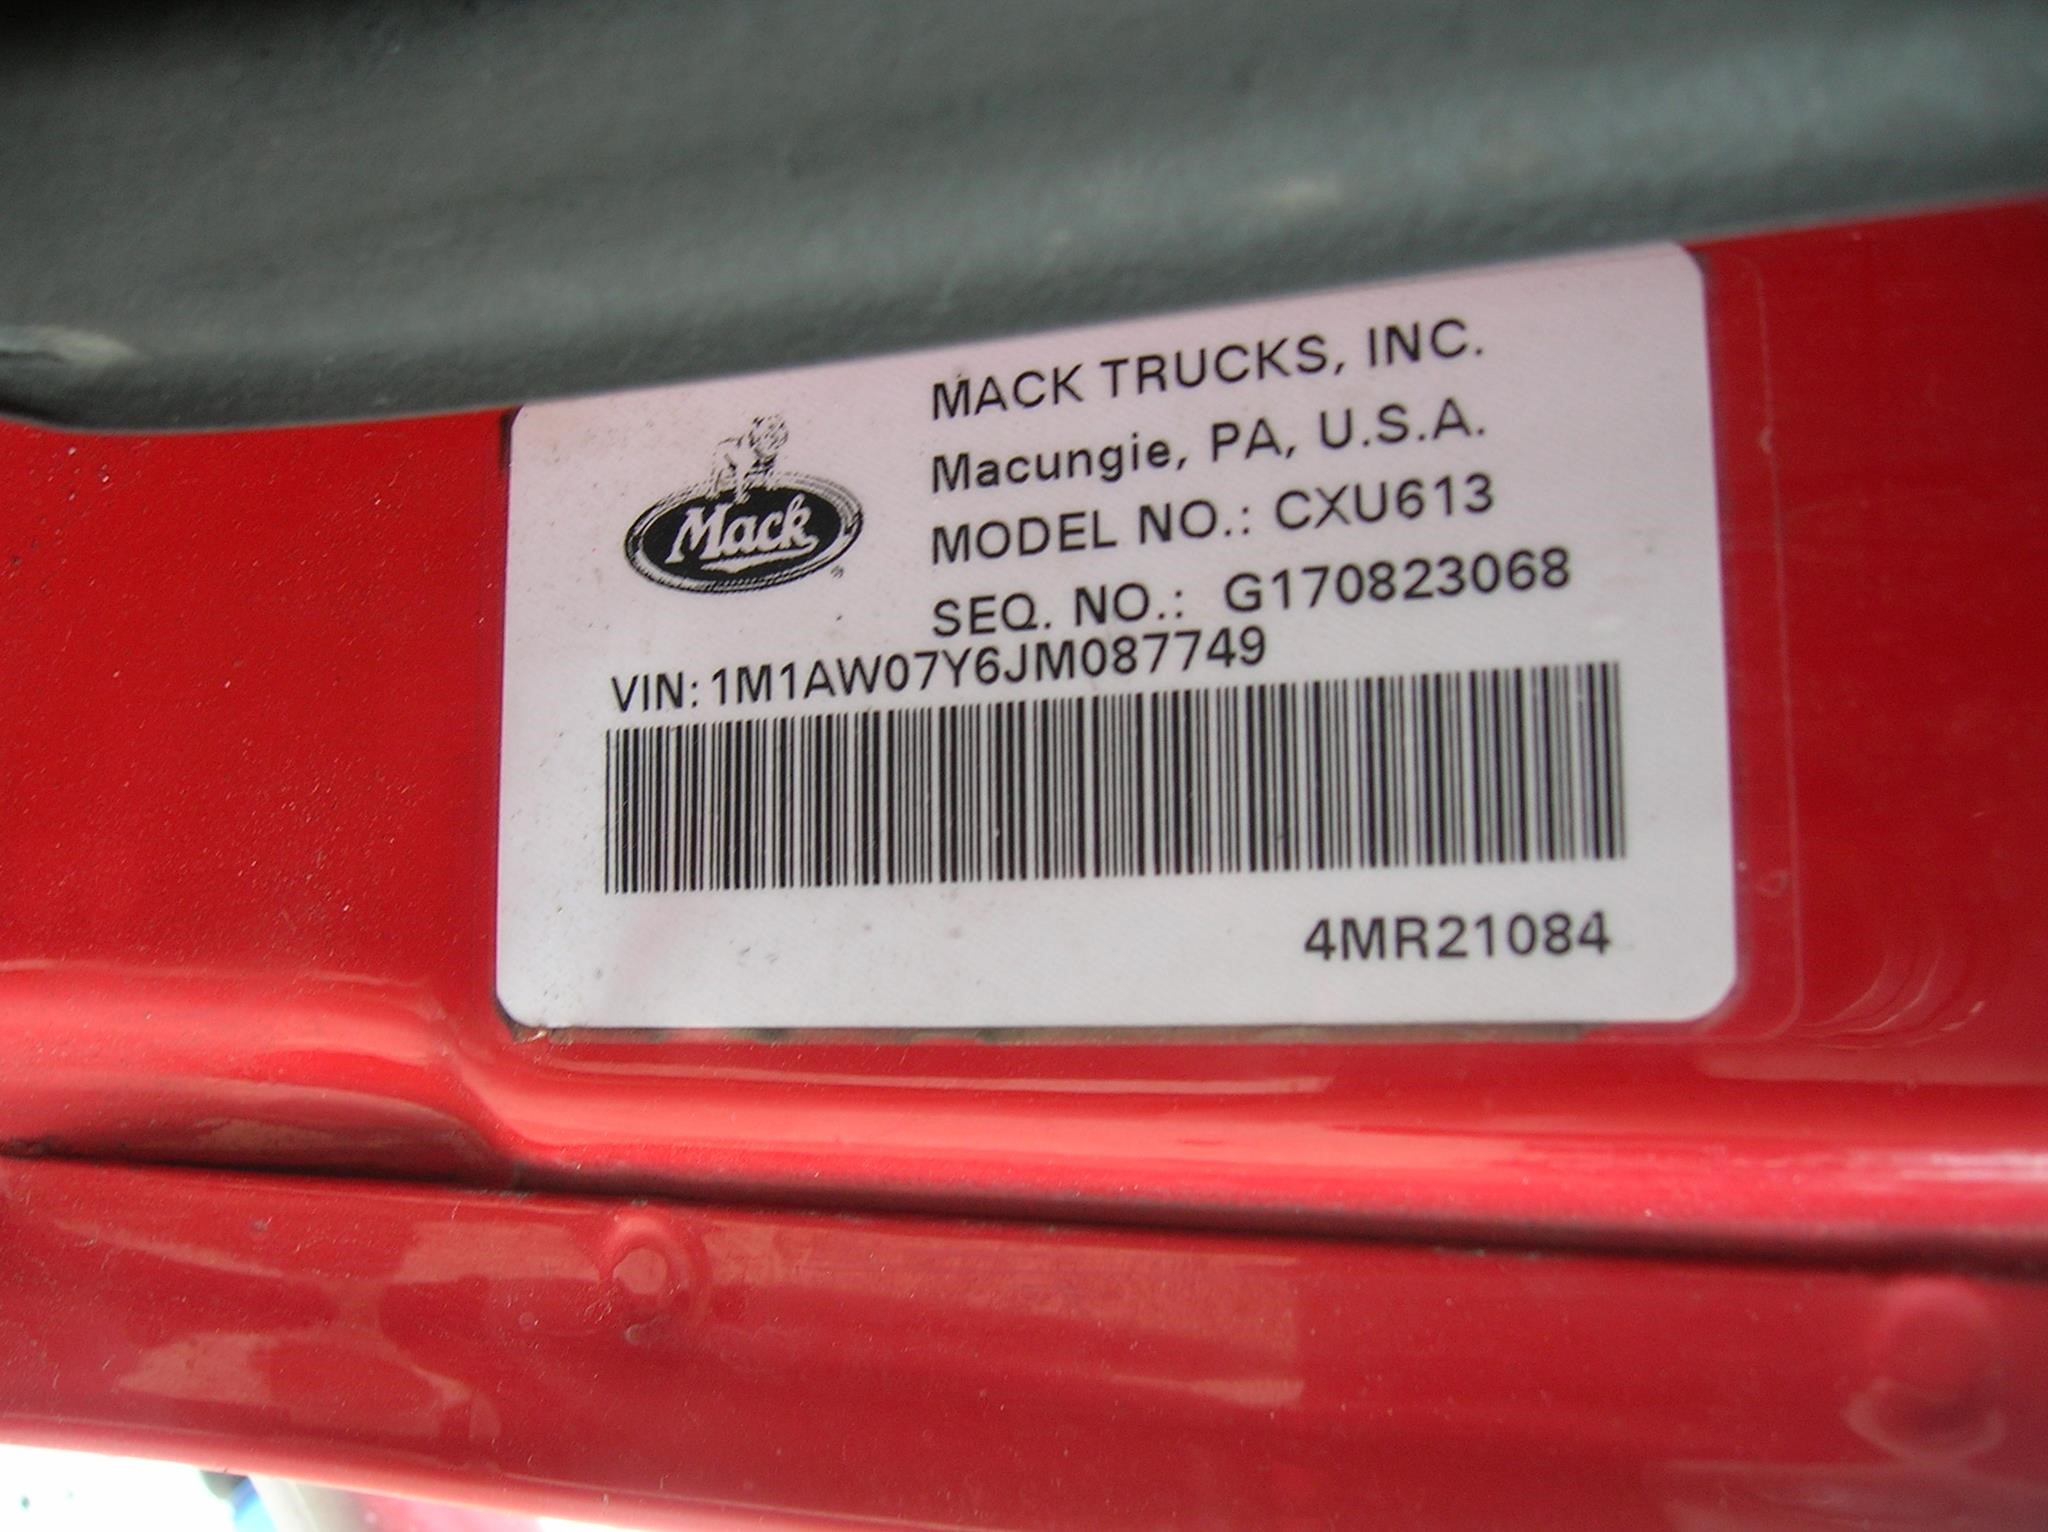 MACK TRUCKS, INC.
Macungie, PA, U.S.A.
Mack
MODEL NO.: CXU613
SEQ. NO.: G170823068
VIN: 1M1AW07Y6JM087749
4MR21084